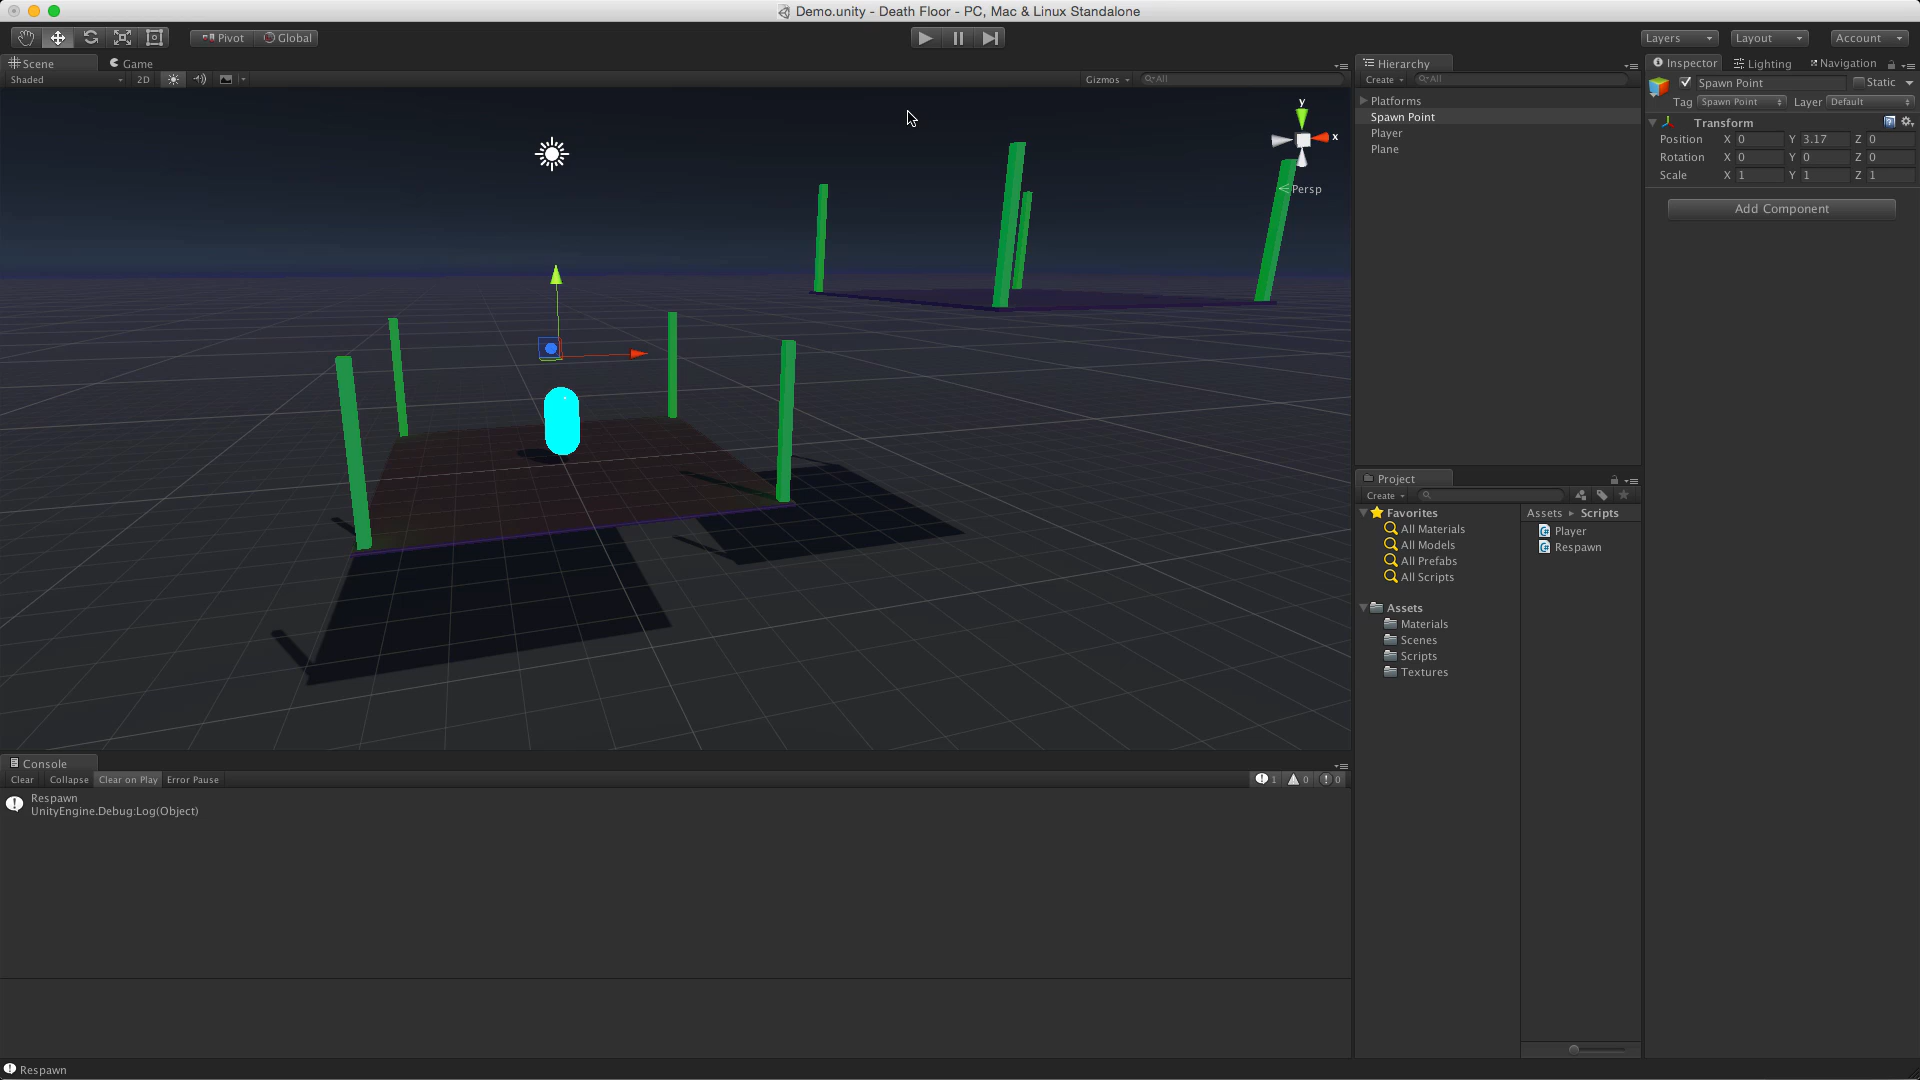 Demo.unity - Death Floor - PC, Mac & Linux Standalone
Pivot Global Layers Layout Account
Scene Game
Shaded 2D Gizmos All
y
x
Persp
Hierarchy
Create All
Platforms
Spawn Point
Player
Plane
Inspector Lighting Navigation
Spawn Point Static
Tag Spawn Point Layer Default
Transform
Position X 0 Y 3.17 Z 0
Rotation X 0 Y 0 Z 0
Scale X 1 Y 1 Z 1
Add Component
Project
Create
Favorites
All Materials
All Models
All Prefabs
All Scripts
Assets
Materials
Scenes
Scripts
Textures
Assets Scripts
Player
Respawn
Console
Clear Collapse Clear on Play Error Pause 1 0 0
Respawn
UnityEngine.Debug:Log(Object)
Respawn